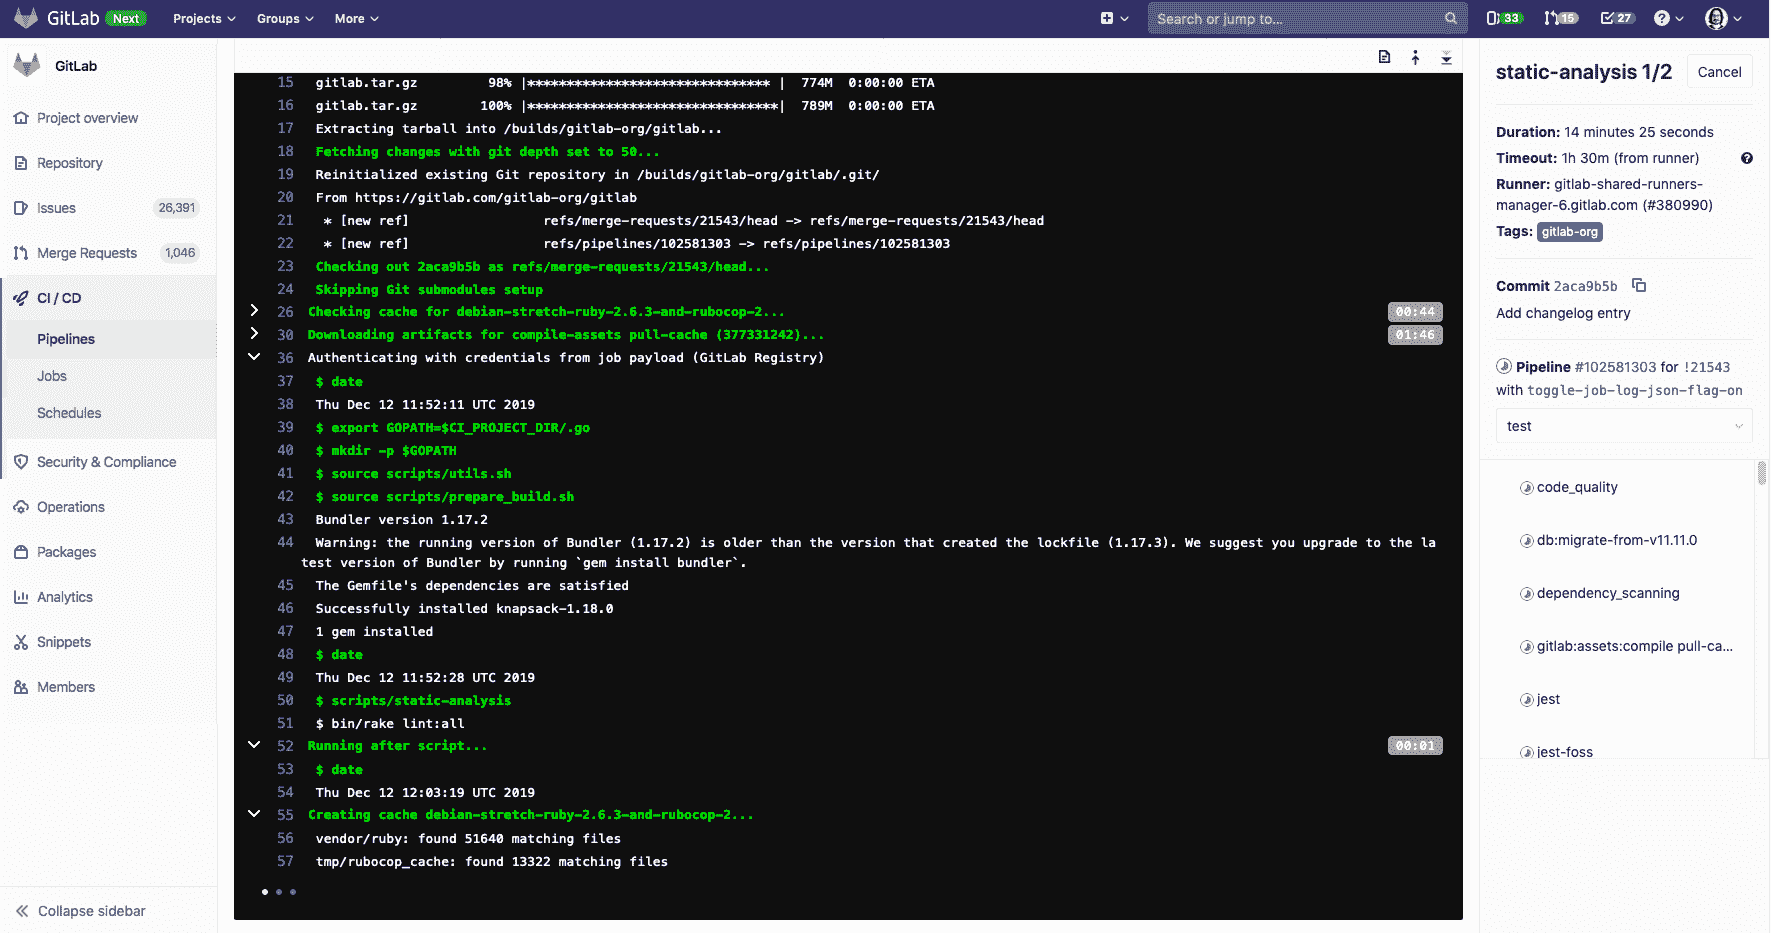 GitLab Next Projects Groups More Search or jump to... 33 15 27
GitLab
Project overview
Repository
Issues 26,391
Merge Requests 1,046
CI / CD
Pipelines
Jobs
Schedules
Security & Compliance
Operations
Packages
Analytics
Snippets
Members
Collapse sidebar
15 gitlab.tar.gz 98% |******************************* | 774M 0:00:00 ETA
16 gitlab.tar.gz 100% |********************************| 789M 0:00:00 ETA
17 Extracting tarball into /builds/gitlab-org/gitlab...
18 Fetching changes with git depth set to 50...
19 Reinitialized existing Git repository in /builds/gitlab-org/gitlab/.git/
20 From https://gitlab.com/gitlab-org/gitlab
21 * [new ref] refs/merge-requests/21543/head -> refs/merge-requests/21543/head
22 * [new ref] refs/pipelines/102581303 -> refs/pipelines/102581303
23 Checking out 2aca9b5b as refs/merge-requests/21543/head...
24 Skipping Git submodules setup
26 Checking cache for debian-stretch-ruby-2.6.3-and-rubocop-2... 00:44
30 Downloading artifacts for compile-assets pull-cache (377331242)... 01:46
36 Authenticating with credentials from job payload (GitLab Registry)
37 $ date
38 Thu Dec 12 11:52:11 UTC 2019
39 $ export GOPATH=$CI_PROJECT_DIR/.go
40 $ mkdir -p $GOPATH
41 $ source scripts/utils.sh
42 $ source scripts/prepare_build.sh
43 Bundler version 1.17.2
44 Warning: the running version of Bundler (1.17.2) is older than the version that created the lockfile (1.17.3). We suggest you upgrade to the la
test version of Bundler by running `gem install bundler`.
45 The Gemfile's dependencies are satisfied
46 Successfully installed knapsack-1.18.0
47 1 gem installed
48 $ date
49 Thu Dec 12 11:52:28 UTC 2019
50 $ scripts/static-analysis
51 $ bin/rake lint:all
52 Running after script... 00:01
53 $ date
54 Thu Dec 12 12:03:19 UTC 2019
55 Creating cache debian-stretch-ruby-2.6.3-and-rubocop-2...
56 vendor/ruby: found 51640 matching files
57 tmp/rubocop_cache: found 13322 matching files
static-analysis 1/2 Cancel
Duration: 14 minutes 25 seconds
Timeout: 1h 30m (from runner)
Runner: gitlab-shared-runners-
manager-6.gitlab.com (#380990)
Tags: gitlab-org
Commit 2aca9b5b
Add changelog entry
Pipeline #102581303 for !21543
with toggle-job-log-json-flag-on
test
code_quality
db:migrate-from-v11.11.0
dependency_scanning
gitlab:assets:compile pull-ca...
jest
jest-foss